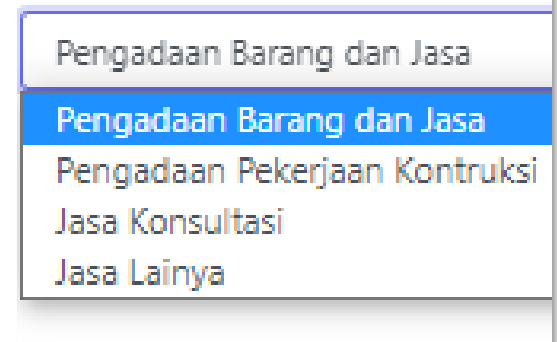 Pengadaan Barang dan Jasa
Pengadaan Barang dan Jasa
Pengadaan Pekerjaan Kontruksi
Jasa Konsultasi
Jasa Lainya